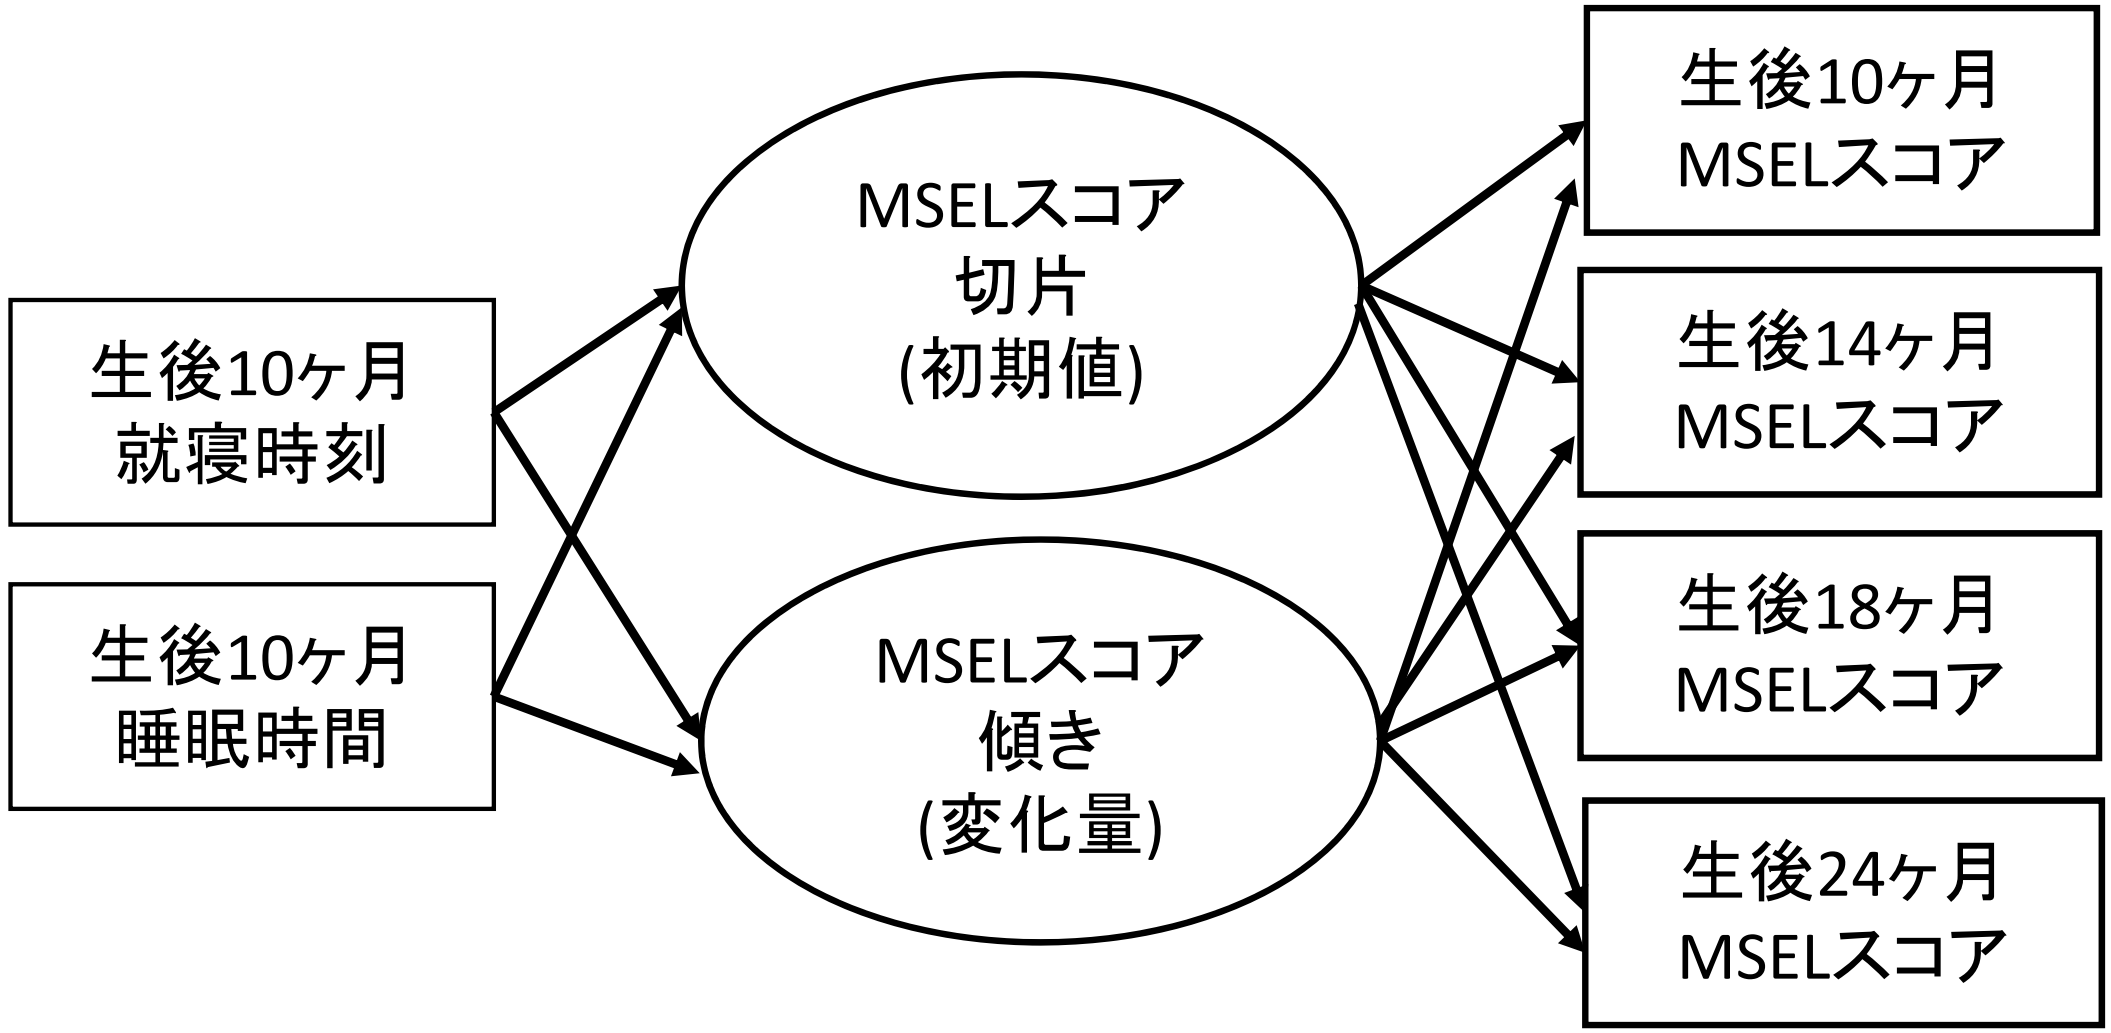 生後10ヶ月
就寝時刻
生後10ヶ月
睡眠時間
MSELスコア
切片
(初期値)
MSELスコア
傾き
(変化量)
生後10ヶ月
MSELスコア
生後14ヶ月
MSELスコア
生後18ヶ月
MSELスコア
生後24ヶ月
MSELスコア